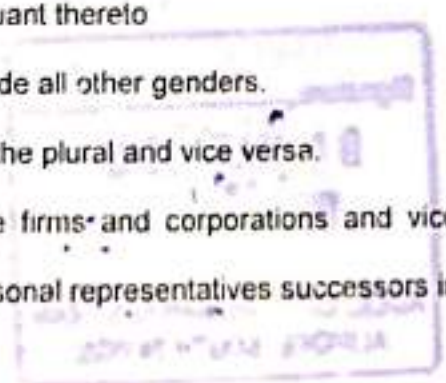 uant thereto
de all other genders.
he plural and vice versa.
e firms and corporations and vic
sonal representatives successors i